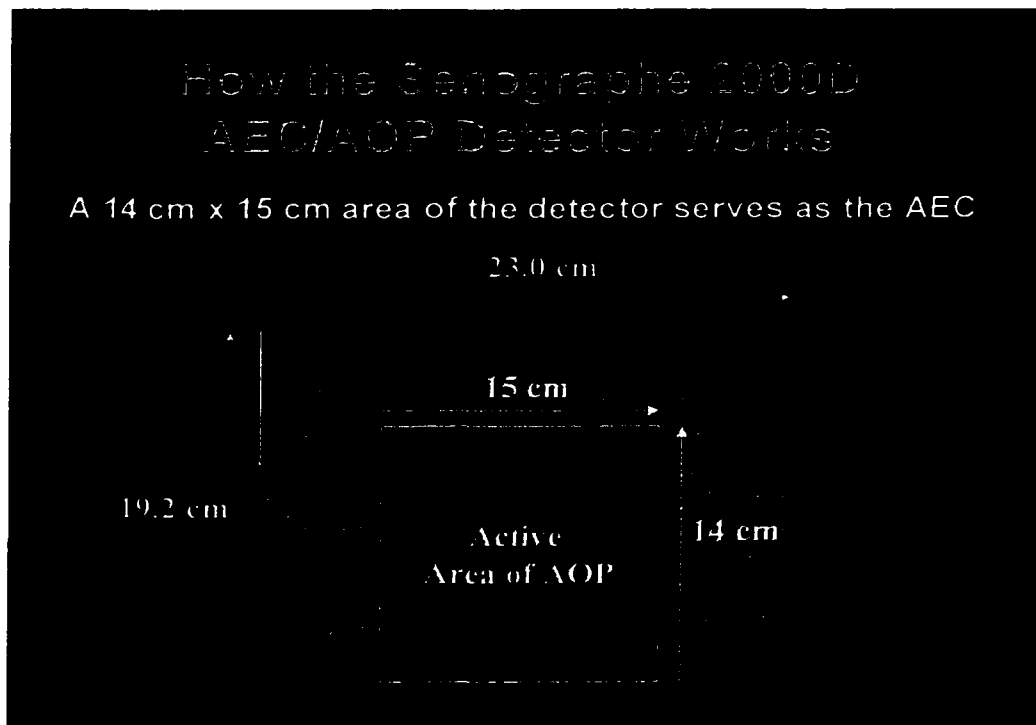 How the Senographe 2000D
AEC/AOP Detector Works
A 14 cm x 15 cm area of the detector serves as the AEC
23.0 cm
15 cm
19.2 cm
14 cm
Active
Area of AOP